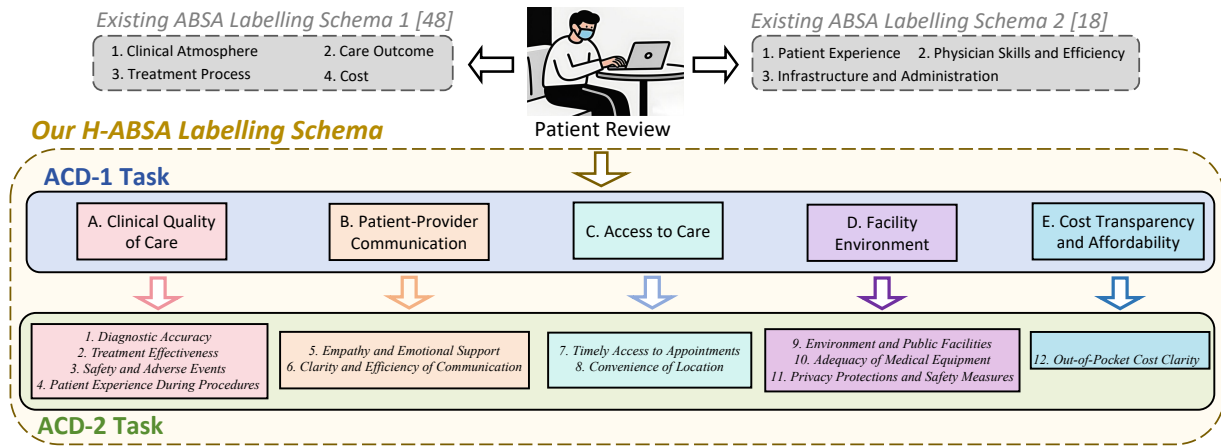 Existing ABSA Labelling Schema 1 [48]
1. Clinical Atmosphere 2. Care Outcome
3. Treatment Process 4. Cost
Existing ABSA Labelling Schema 2 [18]
1. Patient Experience 2. Physician Skills and Efficiency
3. Infrastructure and Administration
Patient Review
Our H-ABSA Labelling Schema
ACD-1 Task
A. Clinical Quality
of Care
B. Patient-Provider
Communication
C. Access to Care
D. Facility
Environment
E. Cost Transparency
and Affordability
1. Diagnostic Accuracy
2. Treatment Effectiveness
3. Safety and Adverse Events
4. Patient Experience During Procedures
5. Empathy and Emotional Support
6. Clarity and Efficiency of Communication
7. Timely Access to Appointments
8. Convenience of Location
9. Environment and Public Facilities
10. Adequacy of Medical Equipment
11. Privacy Protections and Safety Measures
12. Out-of-Pocket Cost Clarity
ACD-2 Task